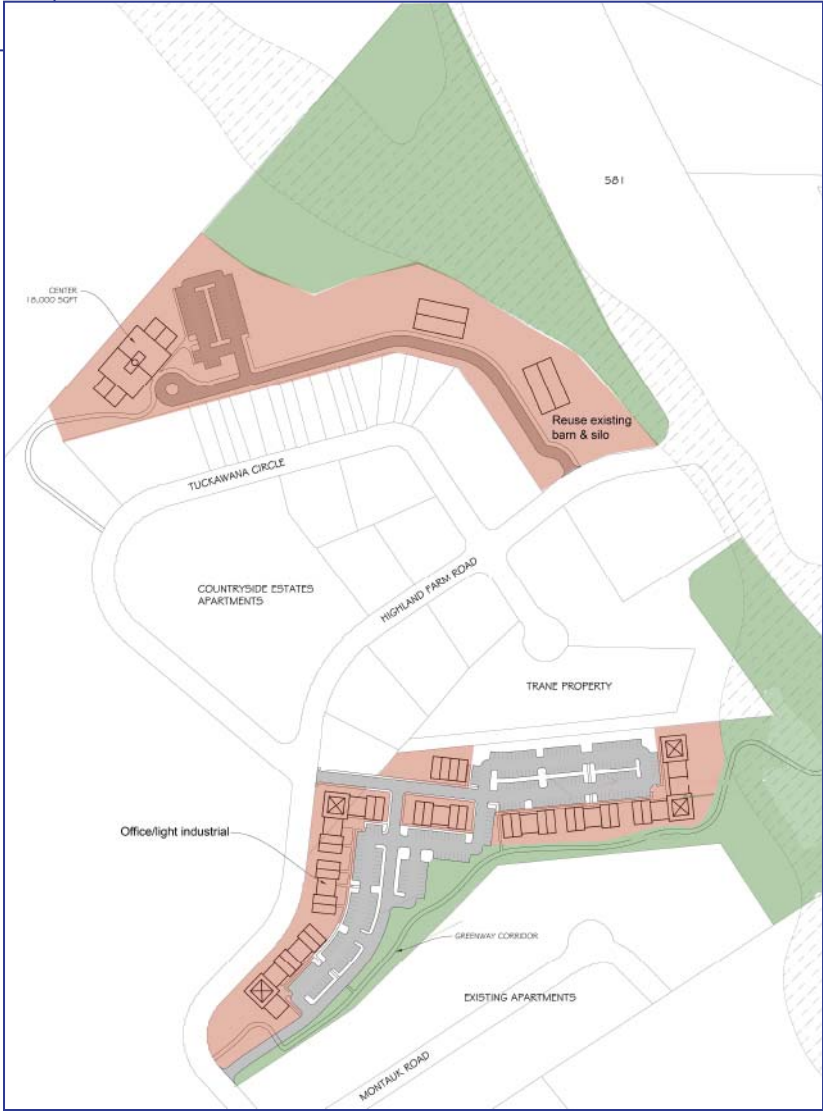 581
CENTER
18,000 SQFT
Reuse existing
barn & silo
TUCKAWANA CIRCLE
COUNTRYSIDE ESTATES
APARTMENTS
HIGHLAND FARM ROAD
TRANE PROPERTY
Office/light industrial
GREENWAY CORRIDOR
EXISTING APARTMENTS
MONTAUK ROAD